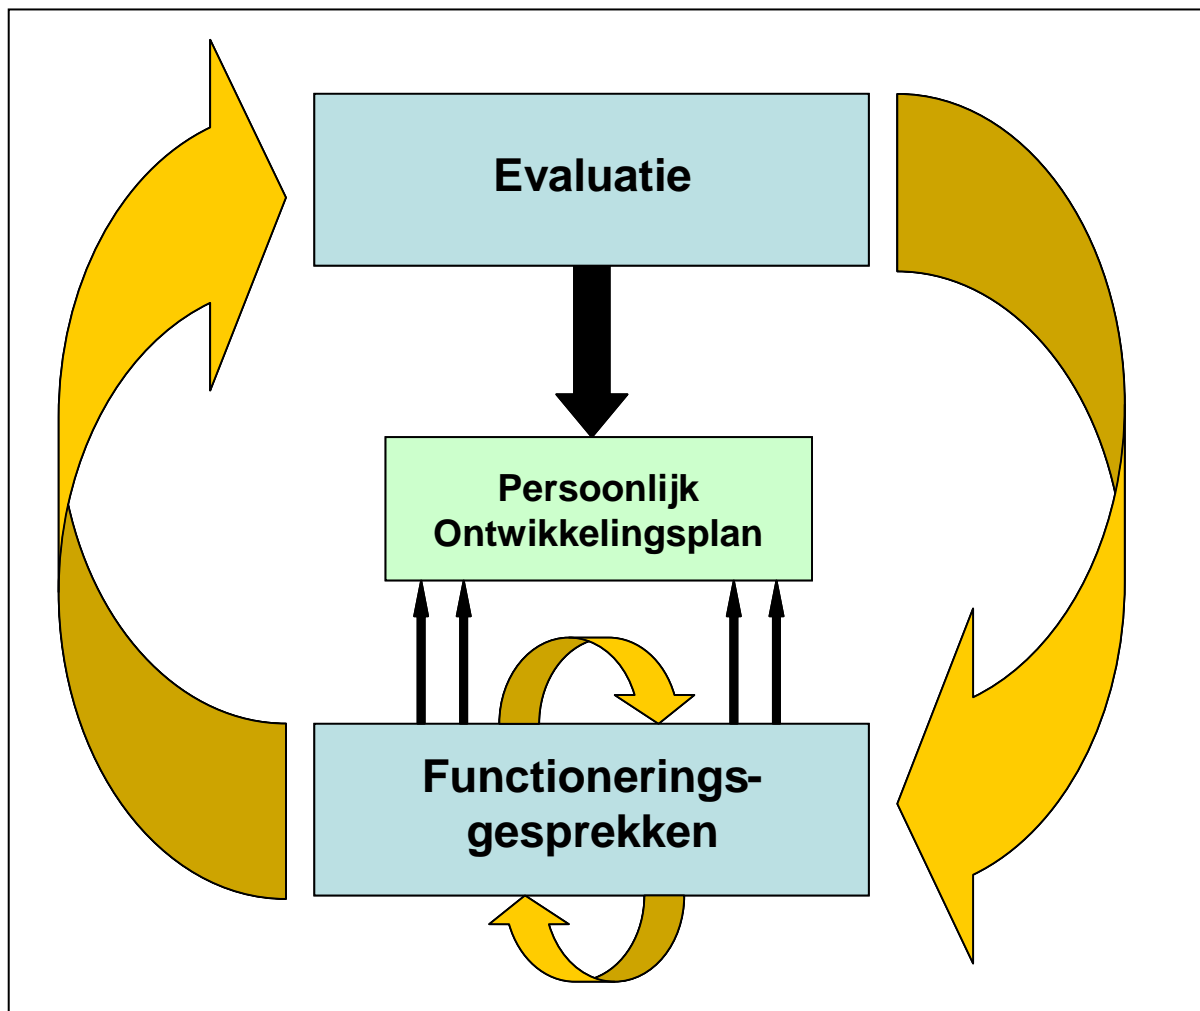 Evaluatie
Persoonlijk
Ontwikkelingsplan
Functionerings-
gesprekken